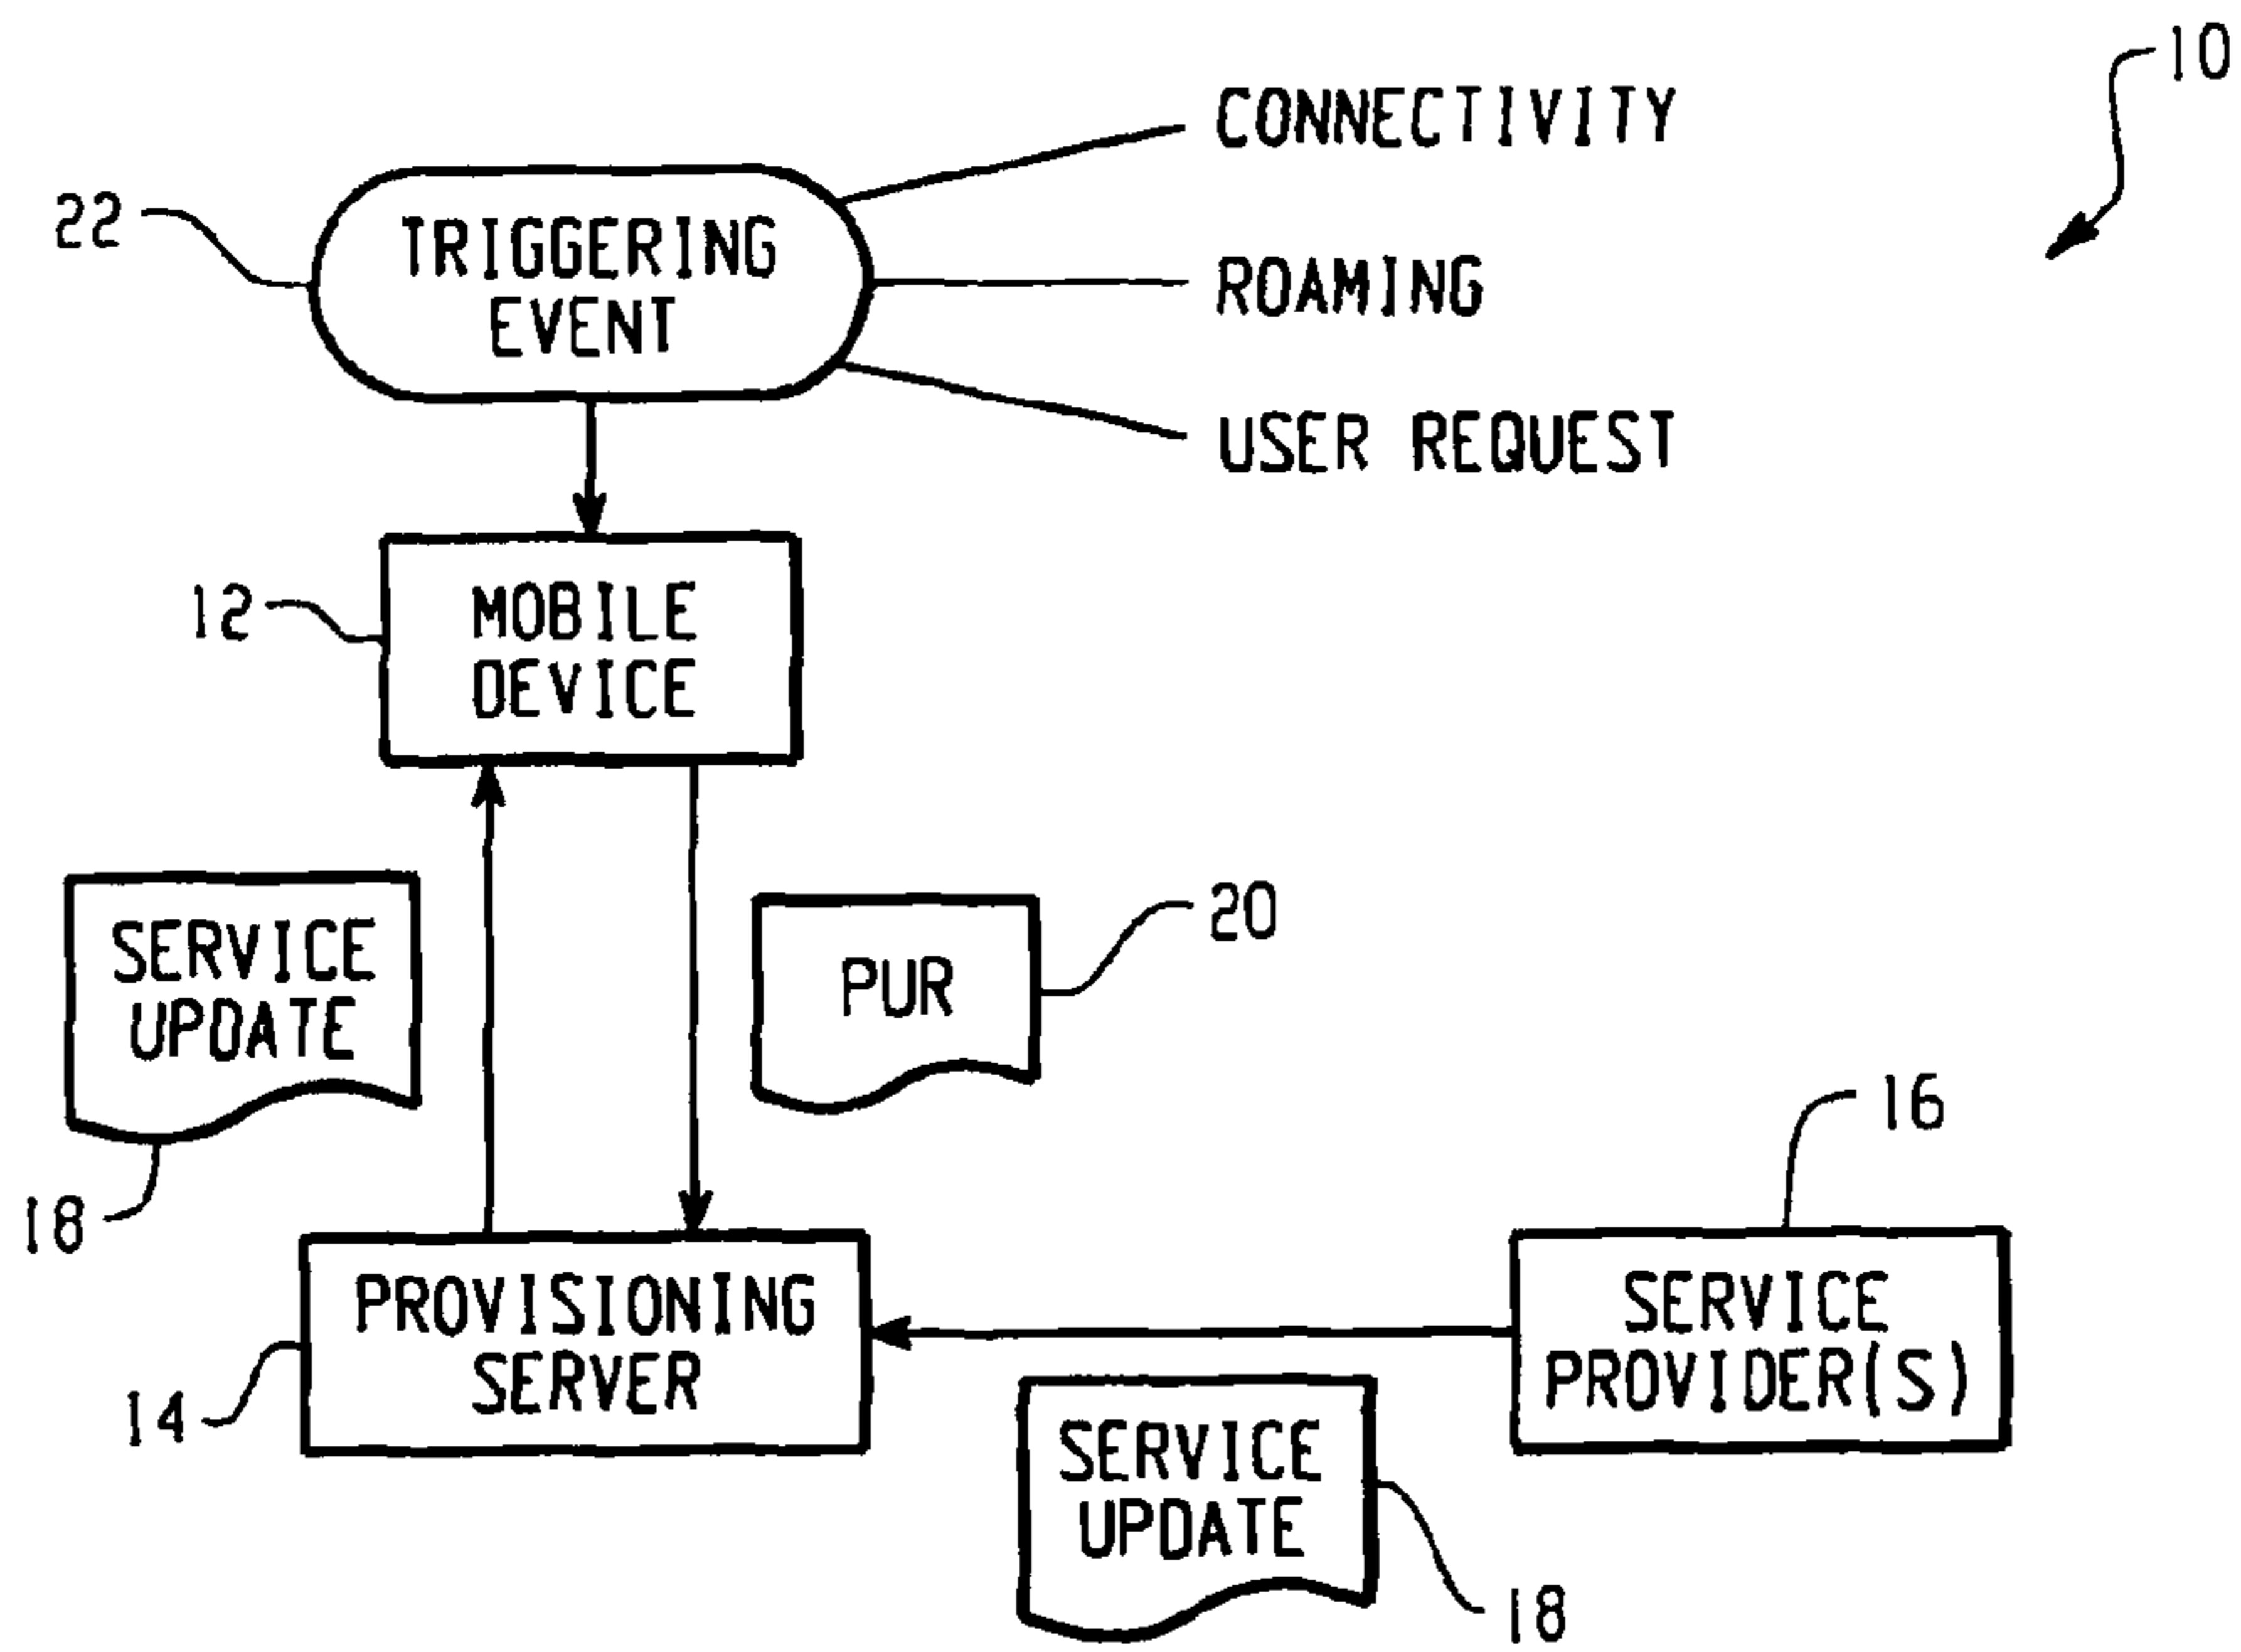 10
CONNECTIVITY
22
TRIGGERING
EVENT
ROAMING
USER REQUEST
12
MOBILE
DEVICE
SERVICE
UPDATE
18
PUR
20
16
PROVISIONING
SERVER
14
SERVICE
PROVIDER(S)
SERVICE
UPDATE
18